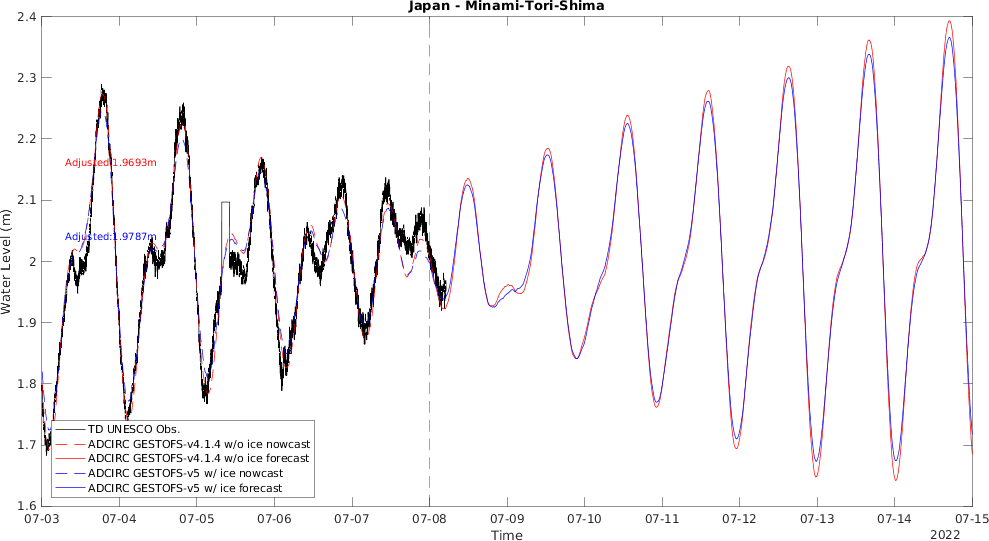 Japan - Minami-Tori-Shima
2.4
2.3
2.2
2.1
2
1.9
1.8
1.7
1.6
Water Level (m)
Adjusted:1.9693m
Adjusted:1.9787m
TD UNESCO Obs.
ADCIRC GESTOFS-v4.1.4 w/o ice nowcast
ADCIRC GESTOFS-v4.1.4 w/o ice forecast
ADCIRC GESTOFS-v5 w/ ice nowcast
ADCIRC GESTOFS-v5 w/ ice forecast
07-03 07-04 07-05 07-06 07-07 07-08 07-09 07-10 07-11 07-12 07-13 07-14 07-15
Time
2022